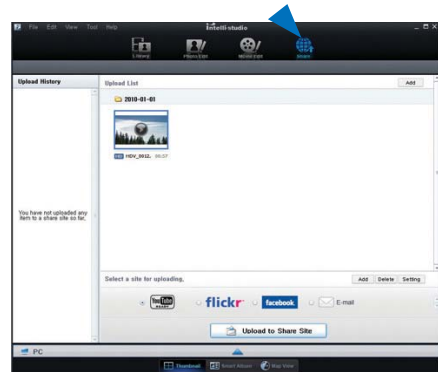 File Edit View Tool Help
intelli-studio
Library
Photo Edit
Movie Edit
Share
Upload History
Upload List
Add
2010-01-01
HDV_0012. 00:07
You have not uploaded any
item to a share site so far.
Select a site for uploading.
Add Delete Setting
YouTube
flickr
facebook
E-mail
Upload to Share Site
PC
Thumbnail
Smart Album
Map View